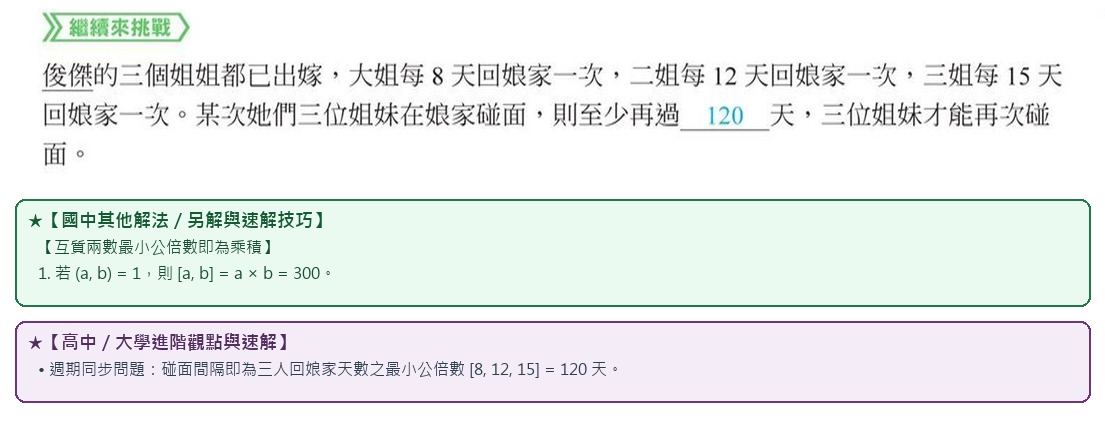 繼續來挑戰
俊傑的三個姐姐都已出嫁，大姐每 8 天回娘家一次，二姐每 12 天回娘家一次，三姐每 15 天
回娘家一次。某次她們三位姐妹在娘家碰面，則至少再過 120 天，三位姐妹才能再次碰
面。
★【國中其他解法 / 另解與速解技巧】
【互質兩數最小公倍數即為乘積】
1. 若 (a, b) = 1，則 [a, b] = a × b = 300。
★【高中 / 大學進階觀點與速解】
• 週期同步問題：碰面間隔即為三人回娘家天數之最小公倍數 [8, 12, 15] = 120 天。